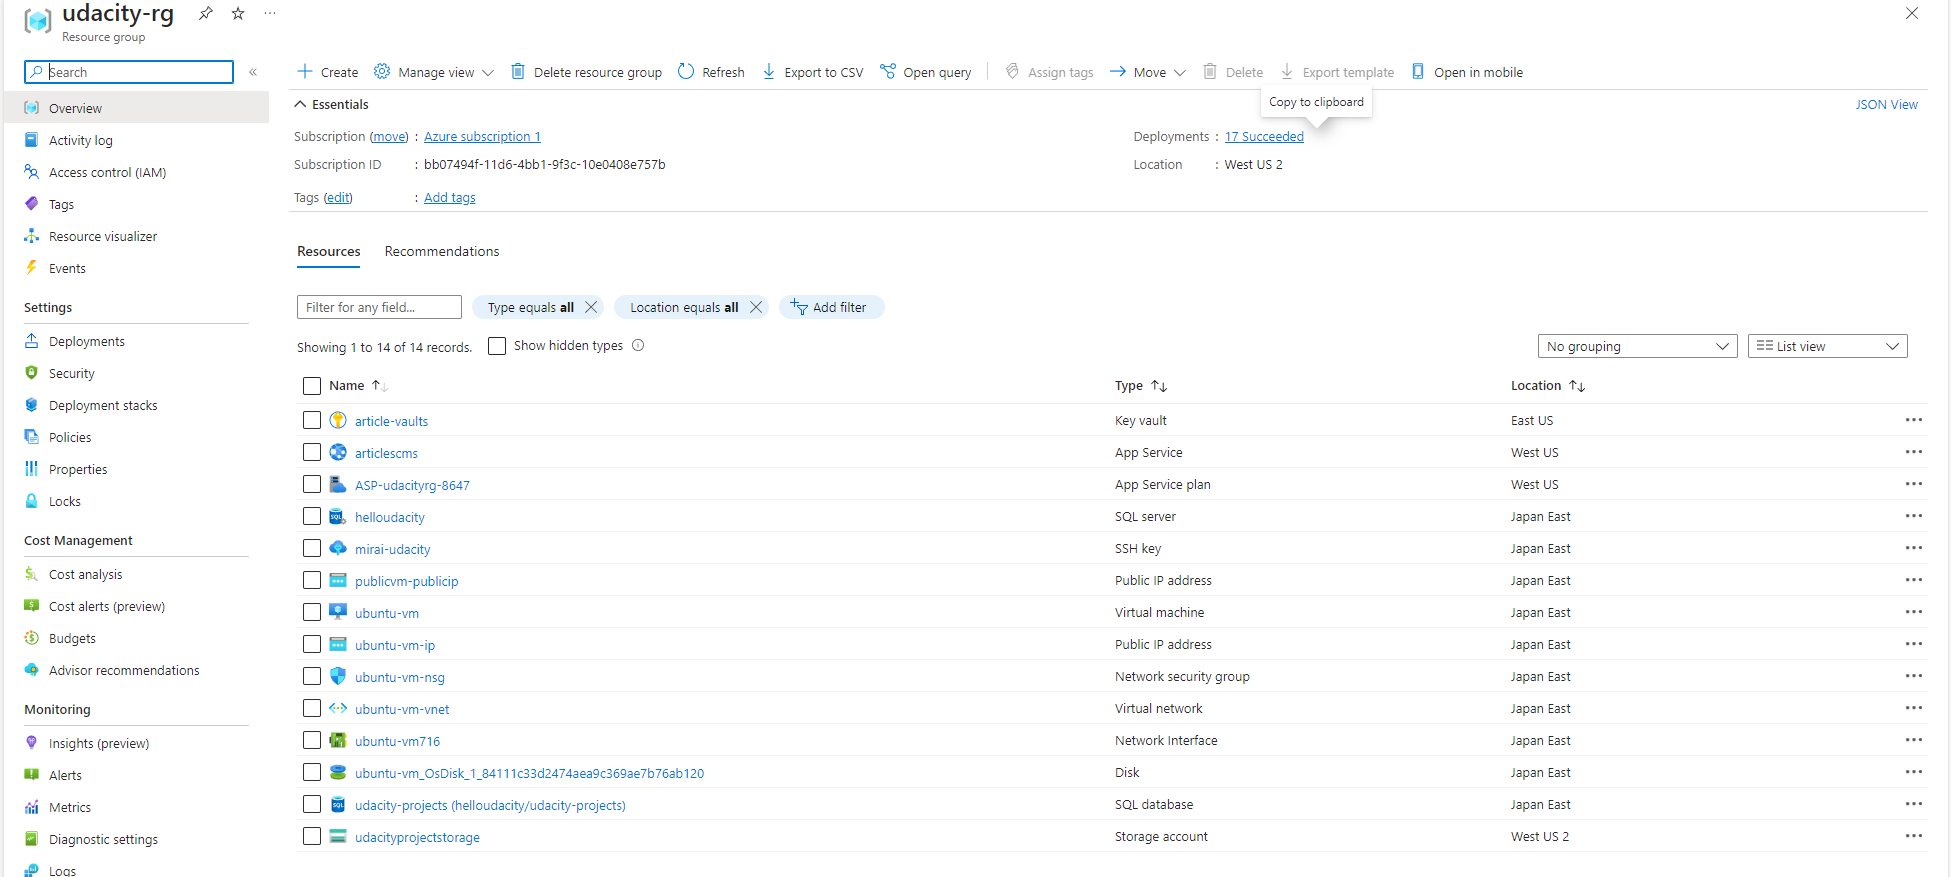 udacity-rg
Resource group
Search
Create
Manage view
Delete resource group
Refresh
Export to CSV
Open query
Assign tags
Move
Delete
Export template
Open in mobile
Copy to clipboard
Overview
Activity log
Access control (IAM)
Tags
Resource visualizer
Events
Settings
Deployments
Security
Deployment stacks
Policies
Properties
Locks
Cost Management
Cost analysis
Cost alerts (preview)
Budgets
Advisor recommendations
Monitoring
Insights (preview)
Alerts
Metrics
Diagnostic settings
Logs
Essentials
JSON View
Subscription (move) : Azure subscription 1
Deployments : 17 Succeeded
Subscription ID : bb07494f-11d6-4bb1-9f3c-10e0408e757b
Location : West US 2
Tags (edit) : Add tags
Resources Recommendations
Filter for any field... Type equals all Location equals all Add filter
Showing 1 to 14 of 14 records. Show hidden types
No grouping List view
Name Type Location
article-vaults Key vault East US
articlescms App Service West US
ASP-udacityrg-8647 App Service plan West US
helloudacity SQL server Japan East
mirai-udacity SSH key Japan East
publicvm-publicip Public IP address Japan East
ubuntu-vm Virtual machine Japan East
ubuntu-vm-ip Public IP address Japan East
ubuntu-vm-nsg Network security group Japan East
ubuntu-vm-vnet Virtual network Japan East
ubuntu-vm716 Network Interface Japan East
ubuntu-vm_OsDisk_1_84111c33d2474aea9c369ae7b76ab120 Disk Japan East
udacity-projects (helloudacity/udacity-projects) SQL database Japan East
udacityprojectstorage Storage account West US 2